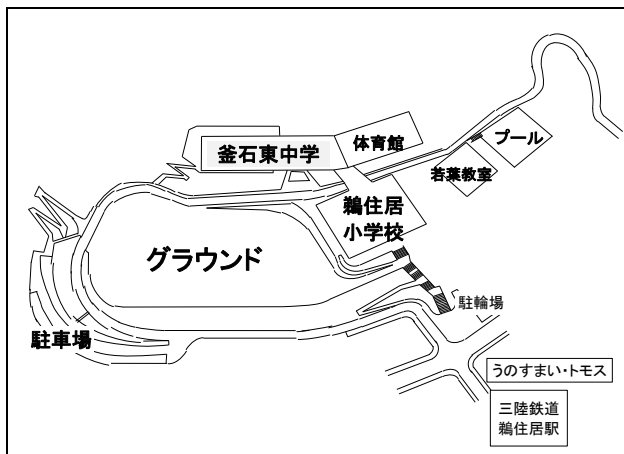 釜石東中学
体育館
プール
若葉教室
鵜住居
小学校
グラウンド
駐輪場
駐車場
うのすまい・トモス
三陸鉄道
鵜住居駅